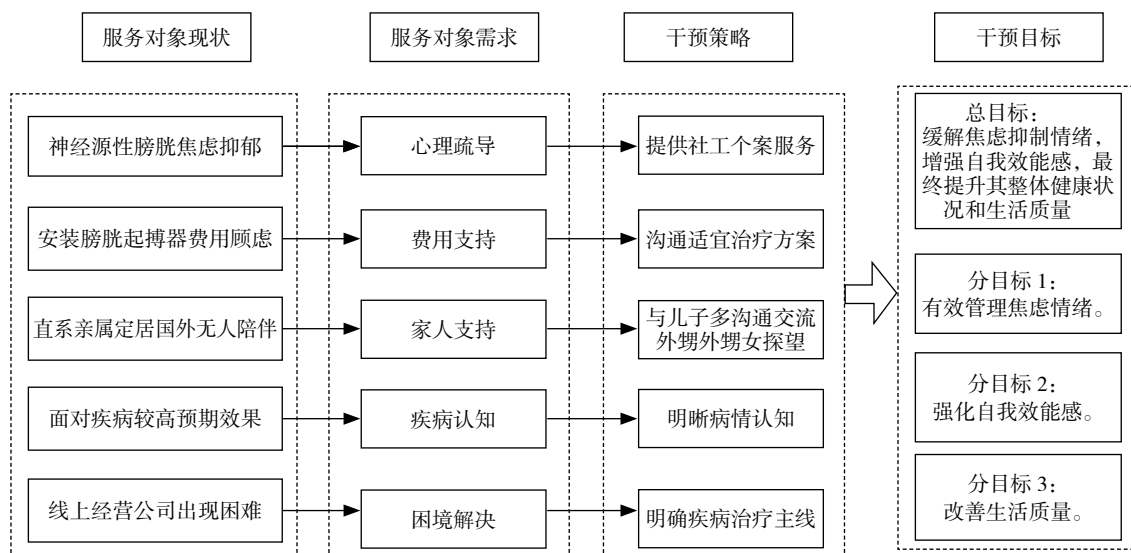 服务对象现状
服务对象需求
干预策略
干预目标
神经源性膀胱焦虑抑郁
心理疏导
提供社工个案服务
安装膀胱起搏器费用顾虑
费用支持
沟通适宜治疗方案
直系亲属定居国外无人陪伴
家人支持
与儿子多沟通交流
外甥外甥女探望
面对疾病较高预期效果
疾病认知
明晰病情认知
线上经营公司出现困难
困境解决
明确疾病治疗主线
总目标：
缓解焦虑抑制情绪，
增强自我效能感，最
终提升其整体健康状
况和生活质量
分目标 1：
有效管理焦虑情绪。
分目标 2：
强化自我效能感。
分目标 3：
改善生活质量。